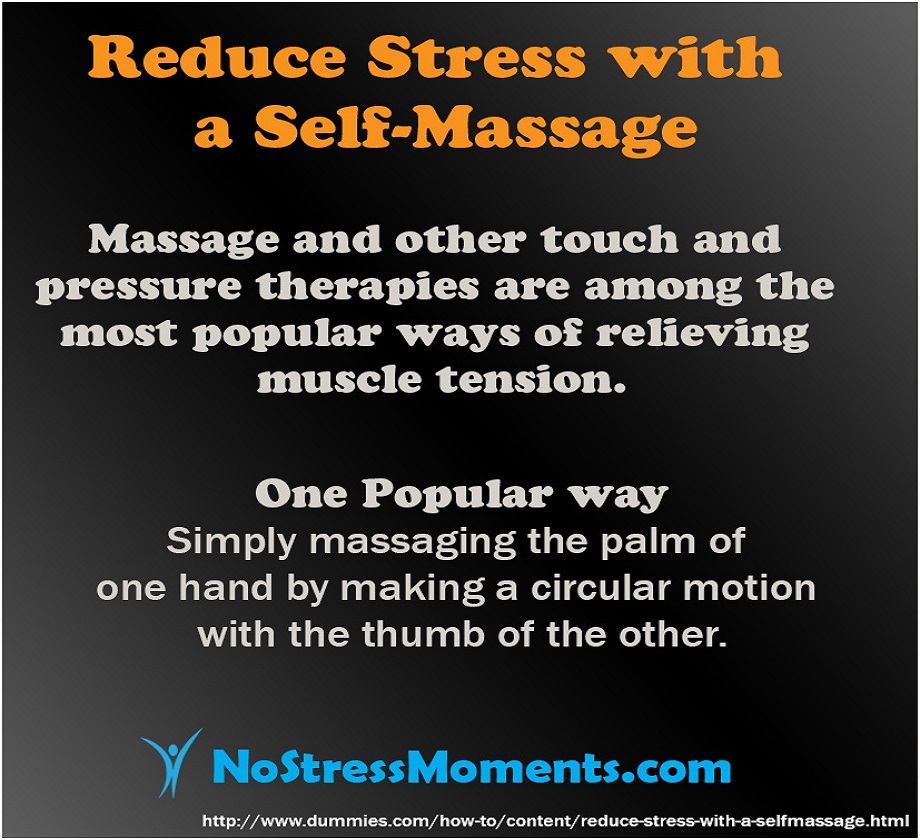 Reduce Stress with
a Self-Massage
Massage and other touch and
pressure therapies are among the
most popular ways of relieving
muscle tension.
One Popular way
Simply massaging the palm of
one hand by making a circular motion
with the thumb of the other.
NoStressMoments.com
http://www.dummies.com/how-to/content/reduce-stress-with-a-selfmassage.html